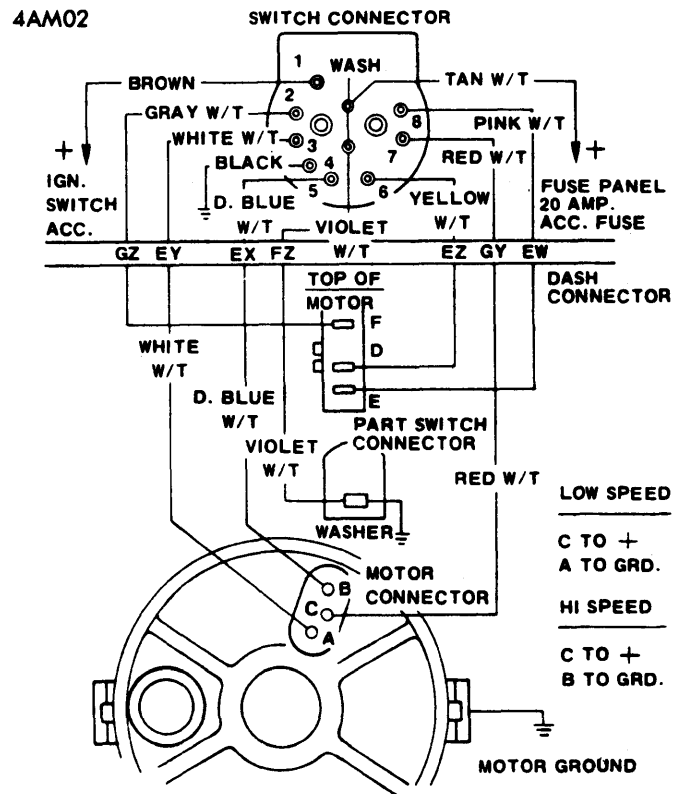 4AM02
SWITCH CONNECTOR
1
WASH
BROWN
TAN W/T
2
GRAY W/T
8
PINK W/T
WHITE W/T
3
7
RED W/T
+
+
BLACK
4
IGN.
SWITCH
ACC.
5
6
D. BLUE
W/T
YELLOW
W/T
FUSE PANEL
20 AMP.
ACC. FUSE
VIOLET
W/T
GZ EY EX FZ EZ GY EW
TOP OF
MOTOR
DASH
CONNECTOR
F
D
E
WHITE
W/T
D. BLUE
W/T
PART SWITCH
CONNECTOR
VIOLET
W/T
RED W/T
WASHER
LOW SPEED
C TO +
A TO GRD.
HI SPEED
C TO +
B TO GRD.
MOTOR
CONNECTOR
B
C
A
MOTOR GROUND